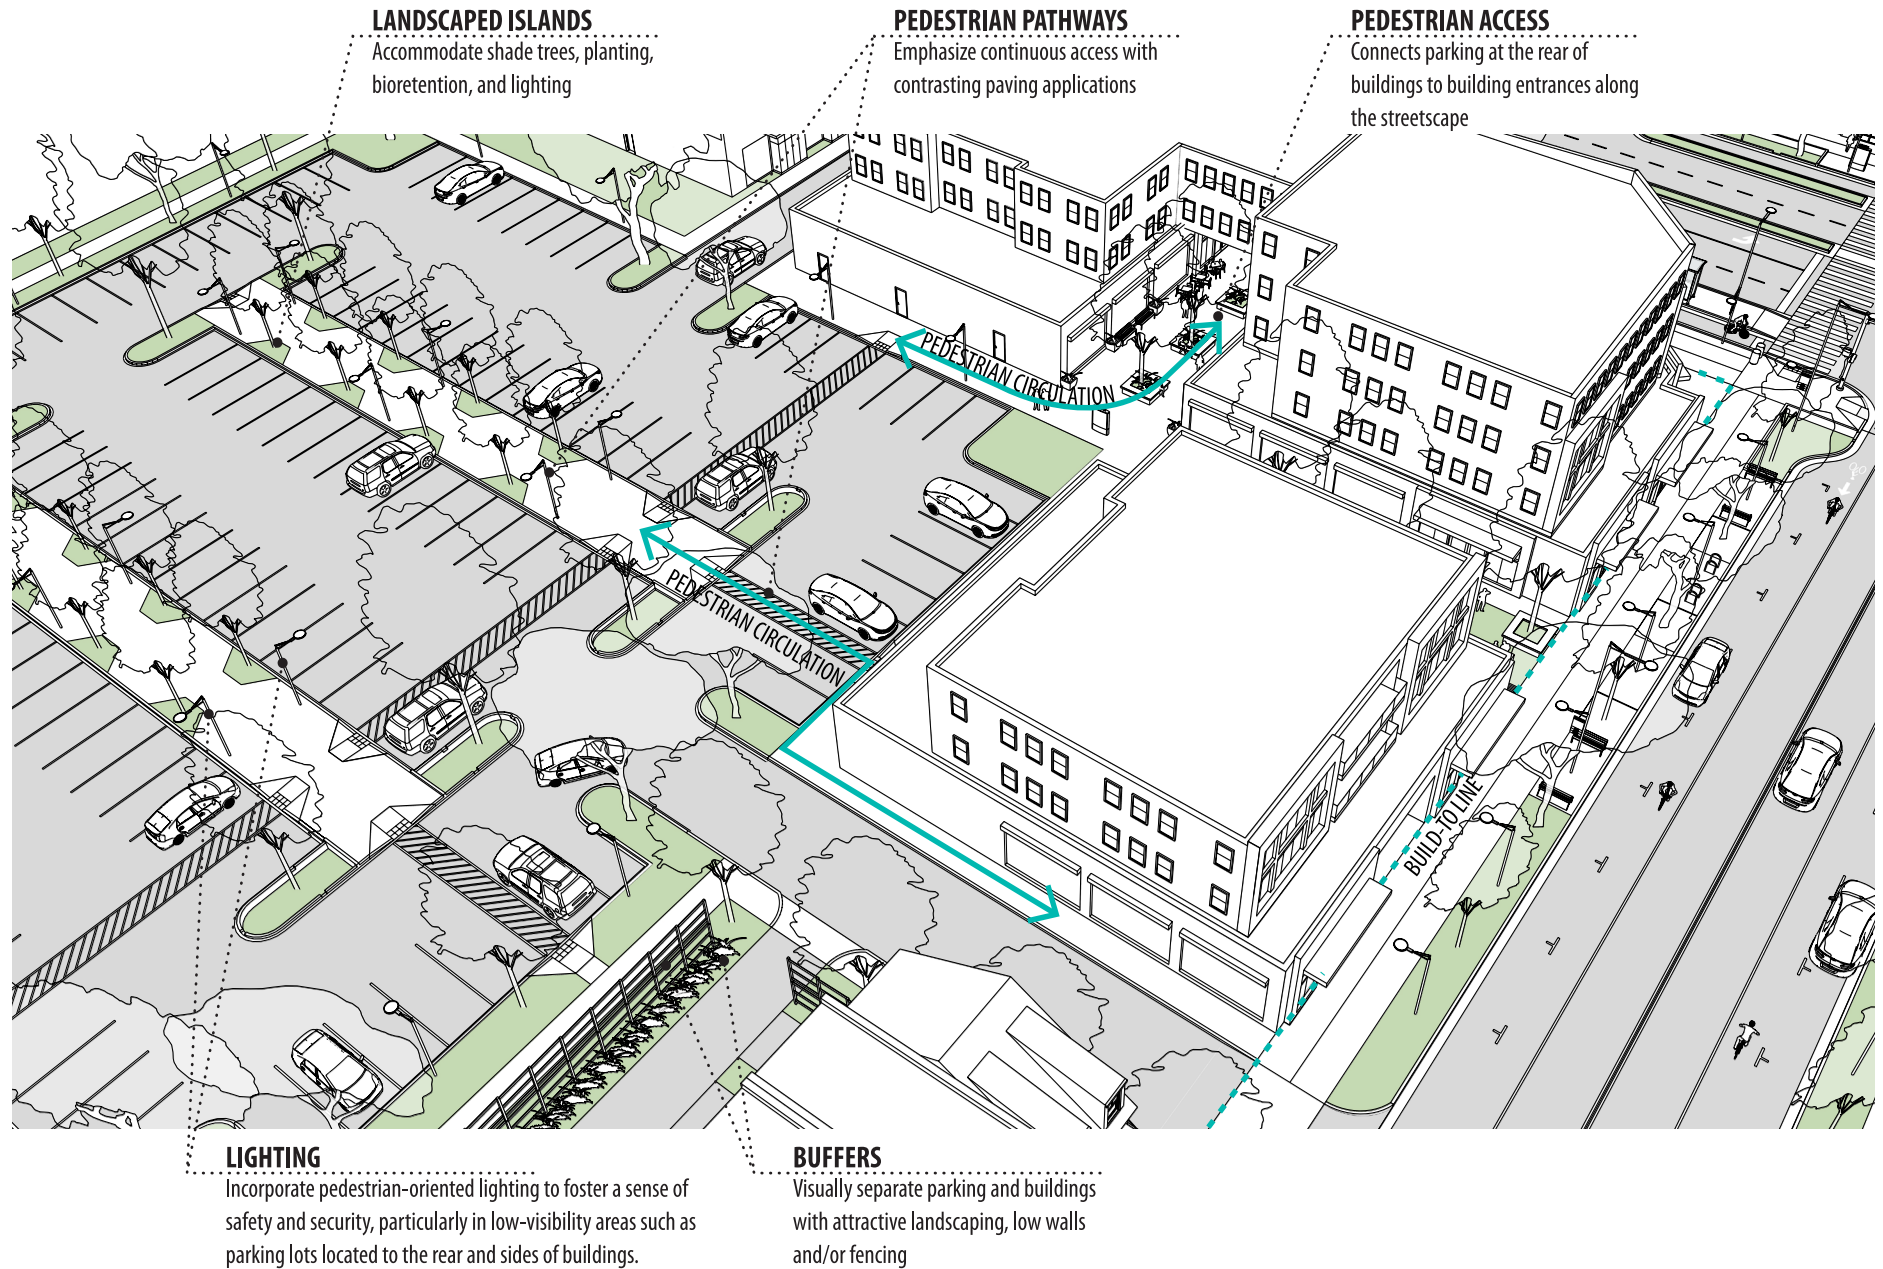 LANDSCAPED ISLANDS
Accommodate shade trees, planting,
bioretention, and lighting
PEDESTRIAN PATHWAYS
Emphasize continuous access with
contrasting paving applications
PEDESTRIAN ACCESS
Connects parking at the rear of
buildings to building entrances along
the streetscape
PEDESTRIAN CIRCULATION
PEDESTRIAN CIRCULATION
BUILD-TO LINE
LIGHTING
Incorporate pedestrian-oriented lighting to foster a sense of
safety and security, particularly in low-visibility areas such as
parking lots located to the rear and sides of buildings.
BUFFERS
Visually separate parking and buildings
with attractive landscaping, low walls
and/or fencing